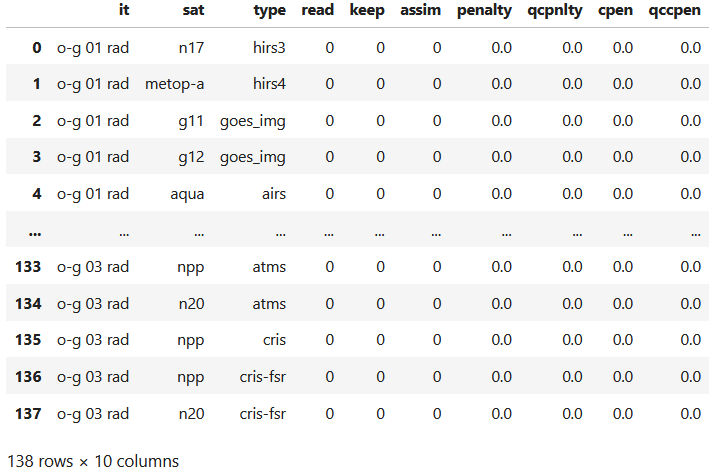 it sat type read keep assim penalty qcpnlty cpen qccpen
0 o-g 01 rad n17 hirs3 0 0 0 0.0 0.0 0.0 0.0
1 o-g 01 rad metop-a hirs4 0 0 0 0.0 0.0 0.0 0.0
2 o-g 01 rad g11 goes_img 0 0 0 0.0 0.0 0.0 0.0
3 o-g 01 rad g12 goes_img 0 0 0 0.0 0.0 0.0 0.0
4 o-g 01 rad aqua airs 0 0 0 0.0 0.0 0.0 0.0
... ... ... ... ... ... ... ... ... ... ...
133 o-g 03 rad npp atms 0 0 0 0.0 0.0 0.0 0.0
134 o-g 03 rad n20 atms 0 0 0 0.0 0.0 0.0 0.0
135 o-g 03 rad npp cris 0 0 0 0.0 0.0 0.0 0.0
136 o-g 03 rad npp cris-fsr 0 0 0 0.0 0.0 0.0 0.0
137 o-g 03 rad n20 cris-fsr 0 0 0 0.0 0.0 0.0 0.0
138 rows × 10 columns